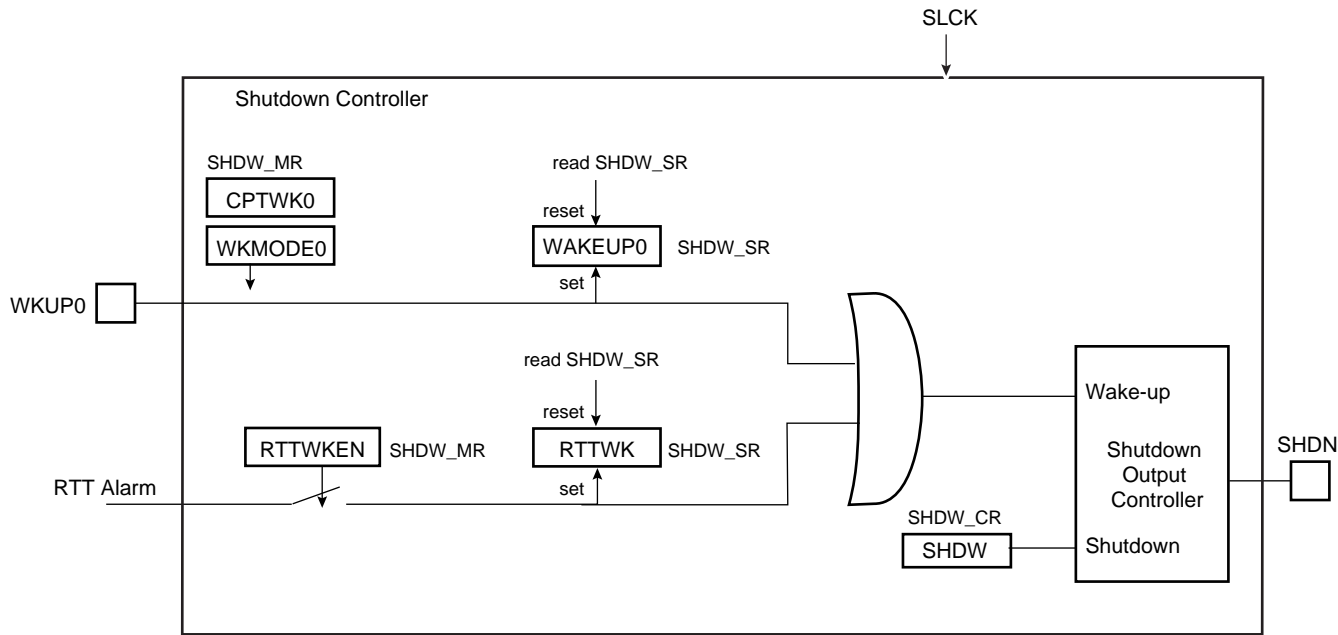 SLCK
Shutdown Controller
SHDW_MR
CPTWK0
WKMODE0
read SHDW_SR
reset
WAKEUP0
SHDW_SR
set
WKUP0
read SHDW_SR
reset
RTTWKEN
SHDW_MR
RTTWK
SHDW_SR
set
RTT Alarm
Wake-up
Shutdown
Output
Controller
SHDN
SHDW_CR
SHDW
Shutdown